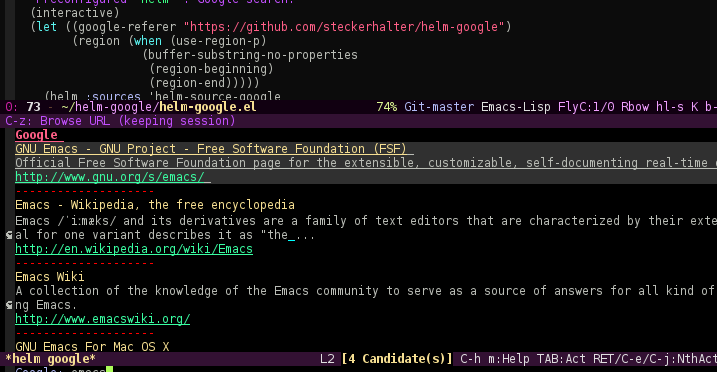 "Preconfigured `helm' : Google search."
(interactive)
(let ((google-referer "https://github.com/steckerhalter/helm-google")
(region (when (use-region-p)
(buffer-substring-no-properties
(region-beginning)
(region-end)))))
(helm :sources 'helm-source-google
O: 73 - ~/helm-google/helm-google.el 74% Git-master Emacs-Lisp FlyC:1/0 Rbow hl-s K b-
C-z: Browse URL (keeping session)
Google
GNU Emacs - GNU Project - Free Software Foundation (FSF)
Official Free Software Foundation page for the extensible, customizable, self-documenting real-time
http://www.gnu.org/s/emacs/
--------------------
Emacs - Wikipedia, the free encyclopedia
Emacs /ˈiːmæks/ and its derivatives are a family of text editors that are characterized by their exte
al for one variant describes it as "the ...
http://en.wikipedia.org/wiki/Emacs
--------------------
Emacs Wiki
A collection of the knowledge of the Emacs community to serve as a source of answers for all kind of
ng Emacs.
http://www.emacswiki.org/
--------------------
GNU Emacs For Mac OS X
*helm google* L2 [4 Candidate(s)] C-h m:Help TAB:Act RET/C-e/C-j:NthAct
Google: emacs